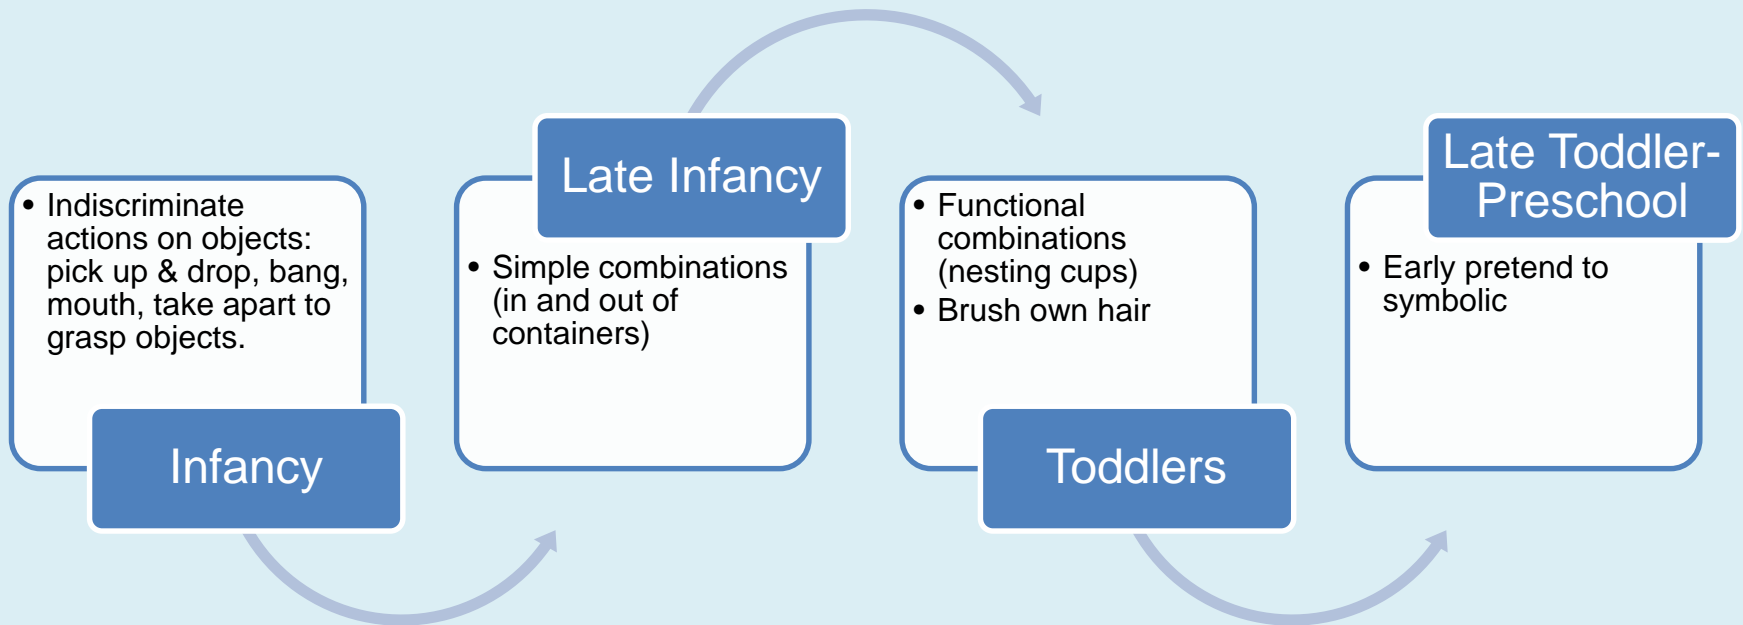 • Indiscriminate
actions on objects:
pick up & drop, bang,
mouth, take apart to
grasp objects.
Infancy
Late Infancy
• Simple combinations
(in and out of
containers)
• Functional
combinations
(nesting cups)
• Brush own hair
Toddlers
Late Toddler-
Preschool
• Early pretend to
symbolic